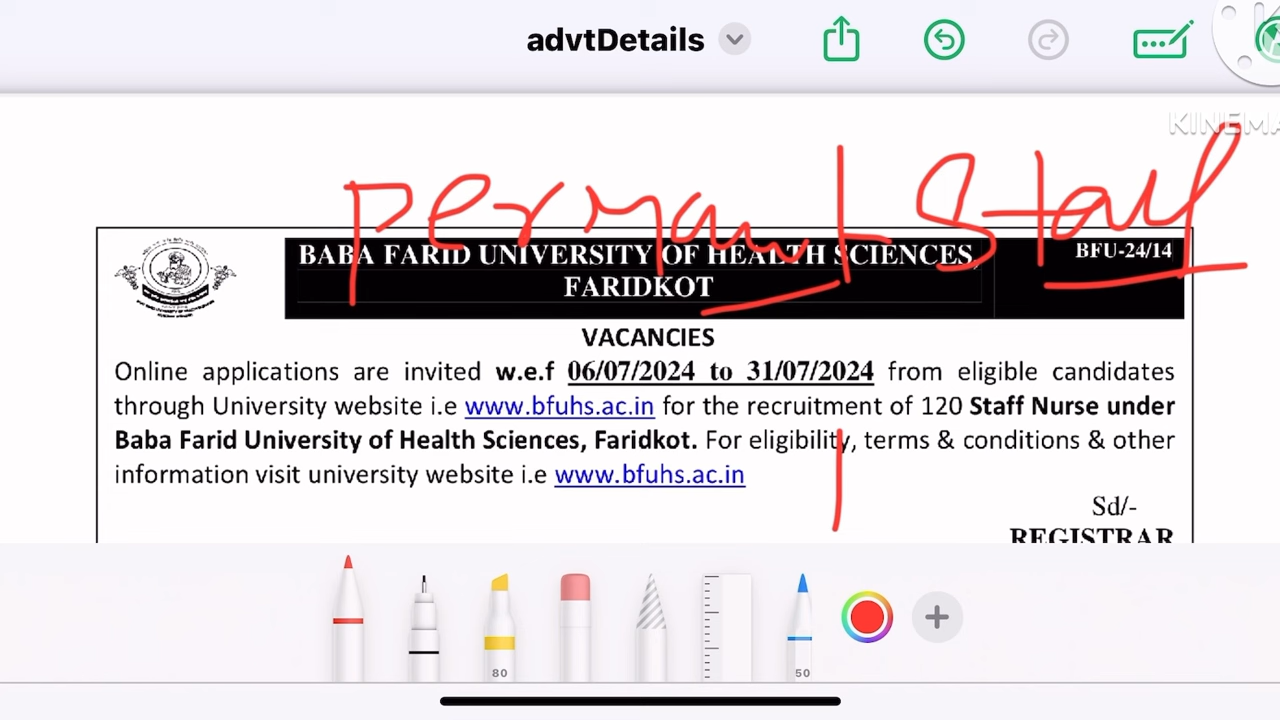 advtDetails
KINEMA
Permant Staff
BABA FARID UNIVERSITY OF HEALTH SCIENCES,
FARIDKOT
BFU-24/14
VACANCIES
Online applications are invited w.e.f 06/07/2024 to 31/07/2024 from eligible candidates
through University website i.e www.bfuhs.ac.in for the recruitment of 120 Staff Nurse under
Baba Farid University of Health Sciences, Faridkot. For eligibility, terms & conditions & other
information visit university website i.e www.bfuhs.ac.in
Sd/-
REGISTRAR
80
50